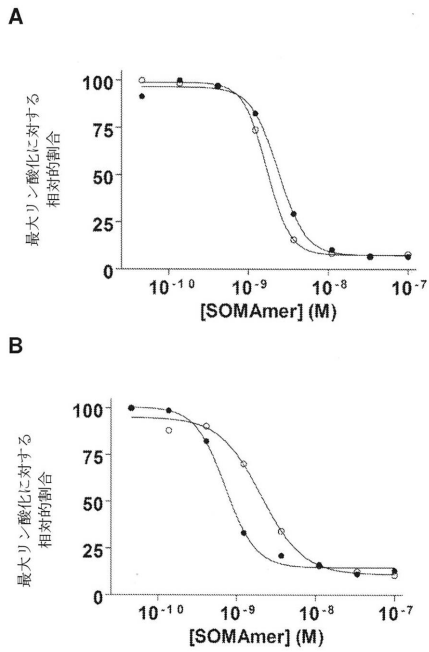 A
最大リン酸化に対する
相対的割合
100
75
50
25
0
10-10
10-9
10-8
10-7
[SOMAmer] (M)
B
最大リン酸化に対する
相対的割合
100
75
50
25
0
10-10
10-9
10-8
10-7
[SOMAmer] (M)